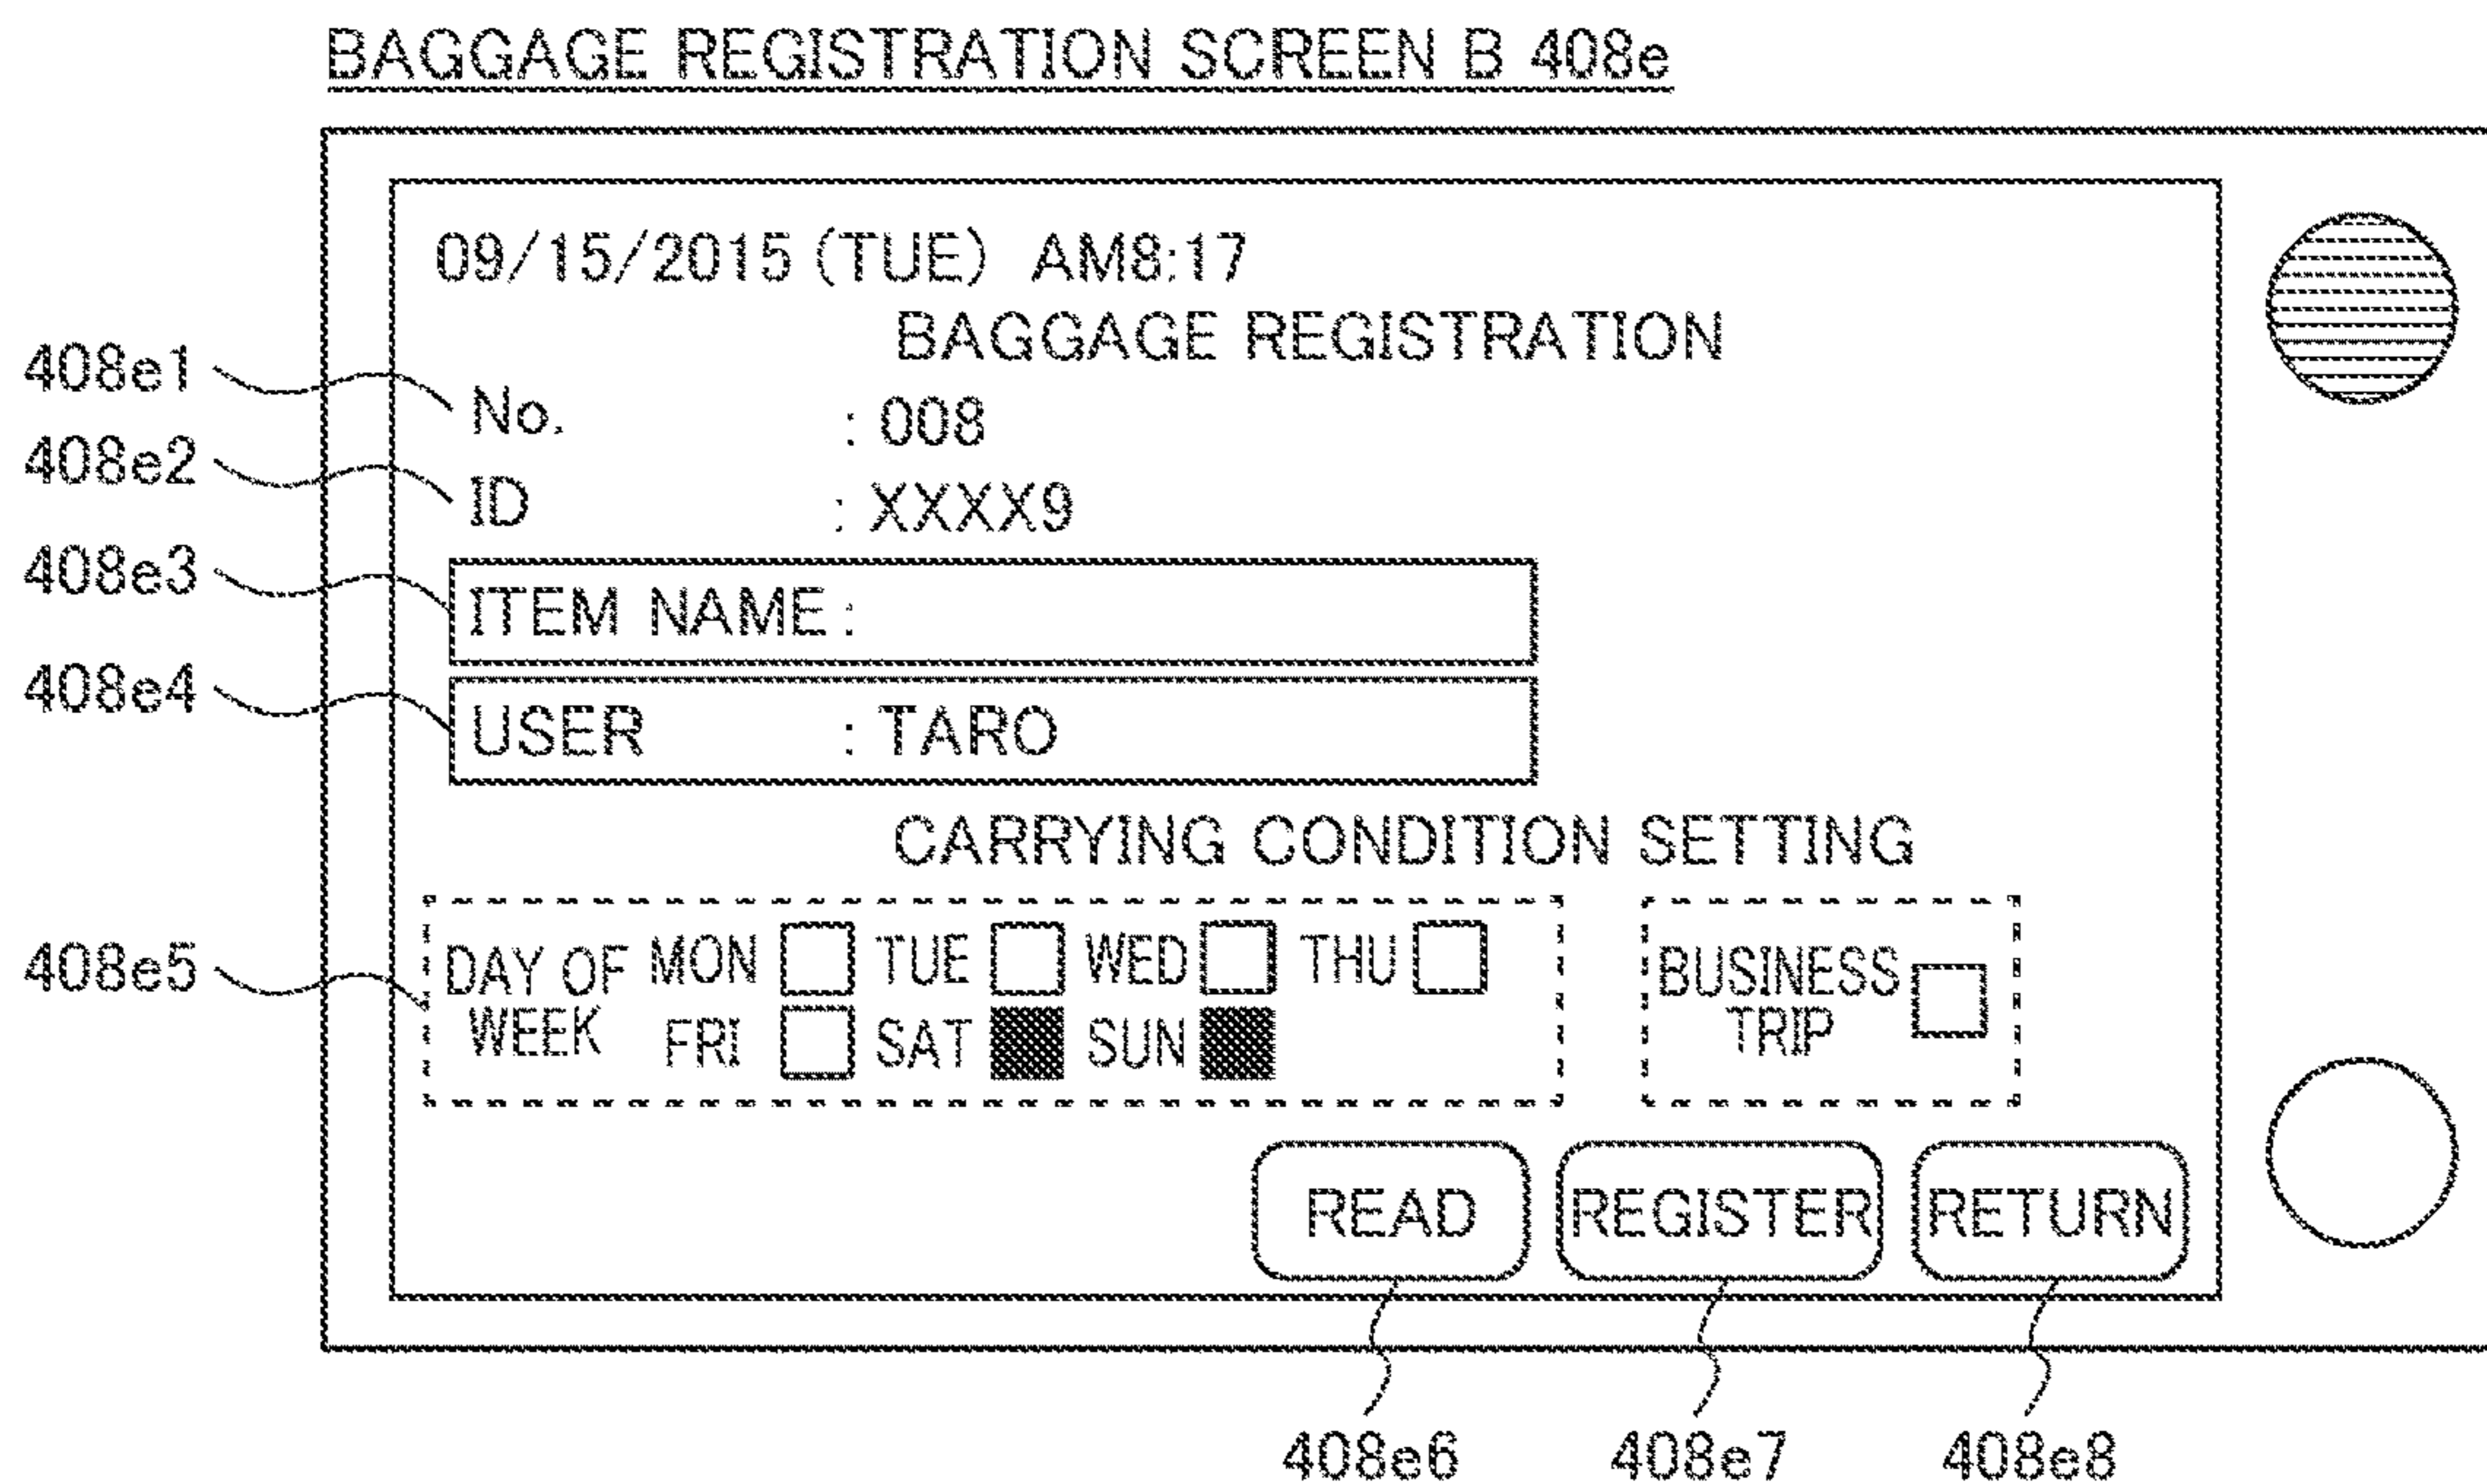 BAGGAGE REGISTRATION SCREEN B 408e
09/15/2015 (TUE) AM8:17
BAGGAGE REGISTRATION
408e1
No. : 008
408e2
ID : XXXX9
408e3
ITEM NAME :
408e4
USER : TARO
CARRYING CONDITION SETTING
408e5
DAY OF WEEK
MON TUE WED THU
FRI SAT SUN
BUSINESS
TRIP
READ REGISTER RETURN
408e6 408e7 408e8